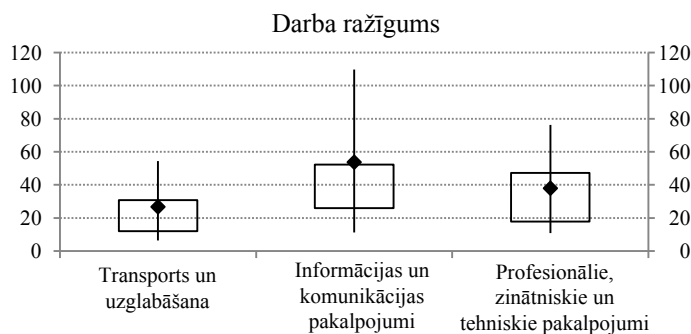 Darba ražīgums
120 120
100 100
80 80
60 60
40 40
20 20
0 0
Transports un
uzglabāšana
Informācijas un
komunikācijas
pakalpojumi
Profesionālie,
zinātniskie un
tehniskie pakalpojumi